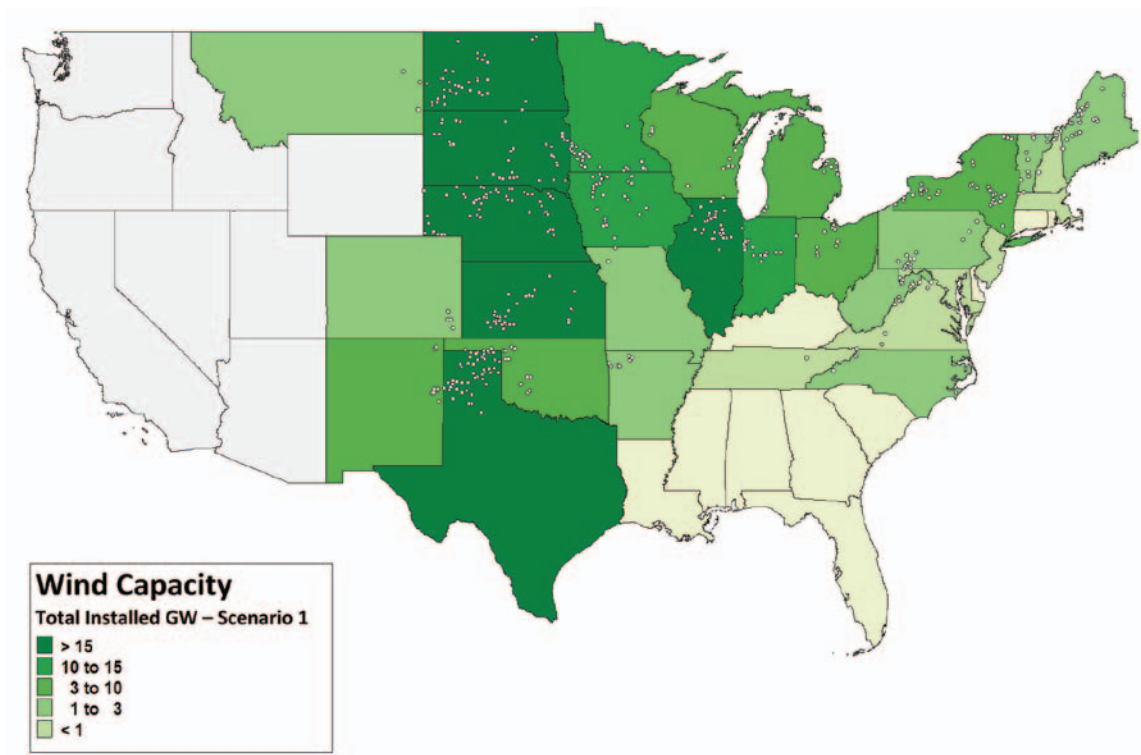 Wind Capacity
Total Installed GW – Scenario 1
> 15
10 to 15
3 to 10
1 to 3
< 1